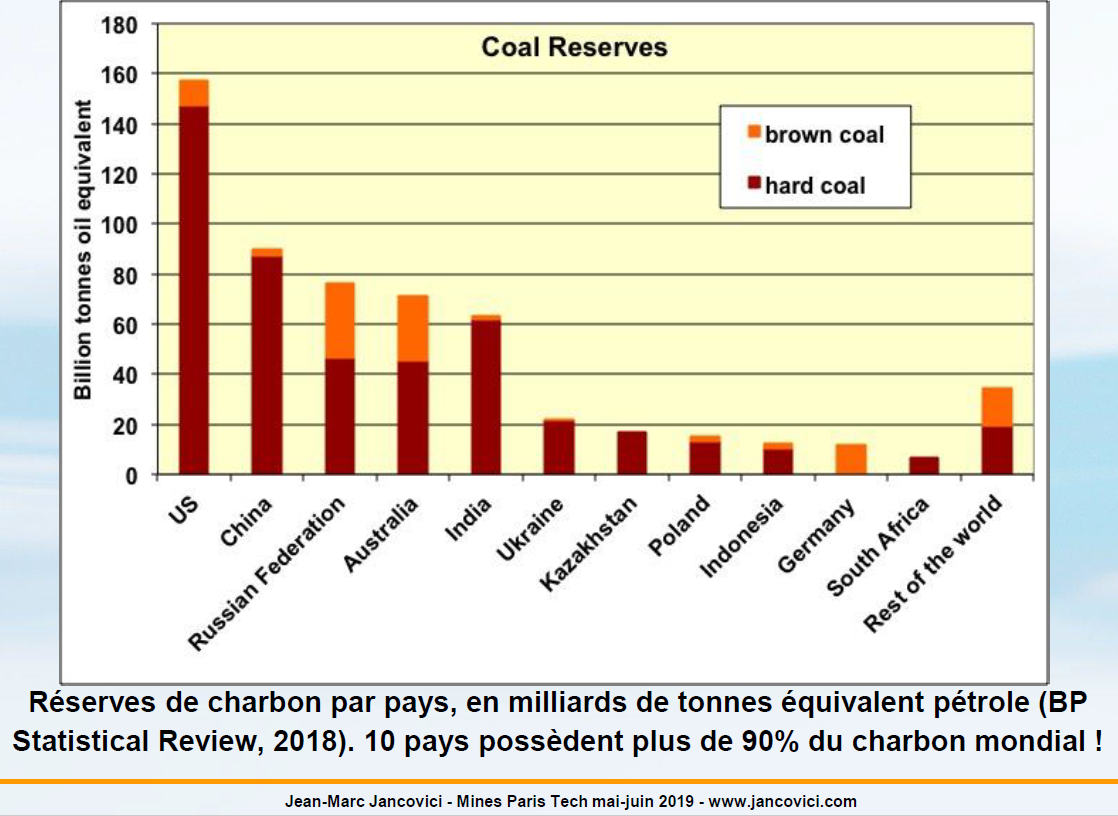 Coal Reserves
180
160
140
120
100
80
60
40
20
0
Billion tonnes oil equivalent
brown coal
hard coal
US
China
Russian Federation
Australia
India
Ukraine
Kazakhstan
Poland
Indonesia
Germany
South Africa
Rest of the world
Réserves de charbon par pays, en milliards de tonnes équivalent pétrole (BP
Statistical Review, 2018). 10 pays possèdent plus de 90% du charbon mondial !
Jean-Marc Jancovici - Mines Paris Tech mai-juin 2019 - www.jancovici.com